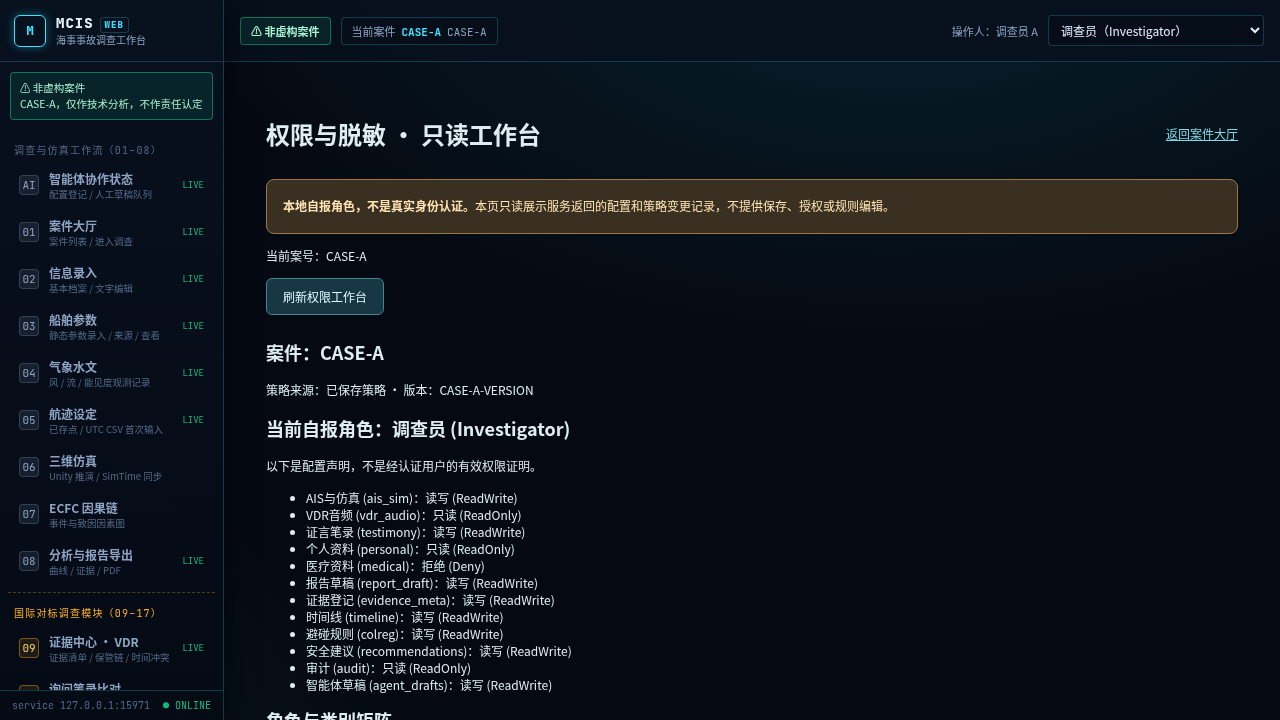 M
MCIS WEB
海事事故调查工作台
⚠ 非虚构案件
CASE-A，仅作技术分析，不作责任认定
调查与仿真工作流（01–08）
AI 智能体协作状态 LIVE
配置登记 / 人工草稿队列
01 案件大厅 LIVE
案件列表 / 进入调查
02 信息录入 LIVE
基本档案 / 文字编辑
03 船舶参数 LIVE
静态参数录入 / 来源 / 查看
04 气象水文 LIVE
风 / 流 / 能见度观测记录
05 航迹设定 LIVE
已存点 / UTC CSV 首次输入
06 三维仿真
Unity 推演 / SimTime 同步
07 ECFC 因果链
事件与致因因素图
08 分析与报告导出 LIVE
曲线 / 证据 / PDF
国际对标调查模块（09–17）
09 证据中心 · VDR LIVE
证据清单 / 保管链 / 时间冲突
询问笔录比对
service 127.0.0.1:15971 ● ONLINE
⚠ 非虚构案件
当前案件 CASE-A CASE-A
操作人：调查员 A
调查员（Investigator）
权限与脱敏 · 只读工作台
返回案件大厅
本地自报角色，不是真实身份认证。本页只读展示服务返回的配置和策略变更记录，不提供保存、授权或规则编辑。
当前案号：CASE-A
刷新权限工作台
案件：CASE-A
策略来源：已保存策略 · 版本：CASE-A-VERSION
当前自报角色：调查员 (Investigator)
以下是配置声明，不是经认证用户的有效权限证明。
• AIS与仿真 (ais_sim)：读写 (ReadWrite)
• VDR音频 (vdr_audio)：只读 (ReadOnly)
• 证言笔录 (testimony)：读写 (ReadWrite)
• 个人资料 (personal)：只读 (ReadOnly)
• 医疗资料 (medical)：拒绝 (Deny)
• 报告草稿 (report_draft)：读写 (ReadWrite)
• 证据登记 (evidence_meta)：读写 (ReadWrite)
• 时间线 (timeline)：读写 (ReadWrite)
• 避碰规则 (colreg)：读写 (ReadWrite)
• 安全建议 (recommendations)：读写 (ReadWrite)
• 审计 (audit)：只读 (ReadOnly)
• 智能体草稿 (agent_drafts)：读写 (ReadWrite)
角色与类别矩阵